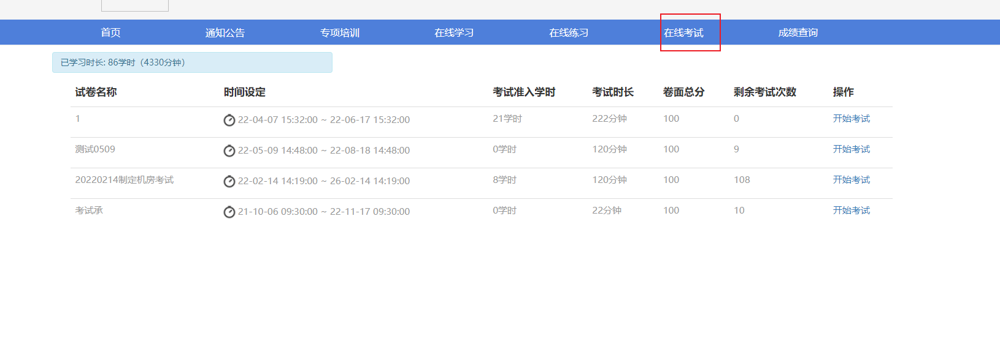 首页 通知公告 专项培训 在线学习 在线练习 在线考试 成绩查询
已学习时长: 86学时（4330分钟）
试卷名称 时间设定 考试准入学时 考试时长 卷面总分 剩余考试次数 操作
1 22-04-07 15:32:00 ~ 22-06-17 15:32:00 21学时 222分钟 100 0 开始考试
测试0509 22-05-09 14:48:00 ~ 22-08-18 14:48:00 0学时 120分钟 100 9 开始考试
20220214制定机房考试 22-02-14 14:19:00 ~ 26-02-14 14:19:00 8学时 120分钟 100 108 开始考试
考试承 21-10-06 09:30:00 ~ 22-11-17 09:30:00 0学时 22分钟 100 10 开始考试